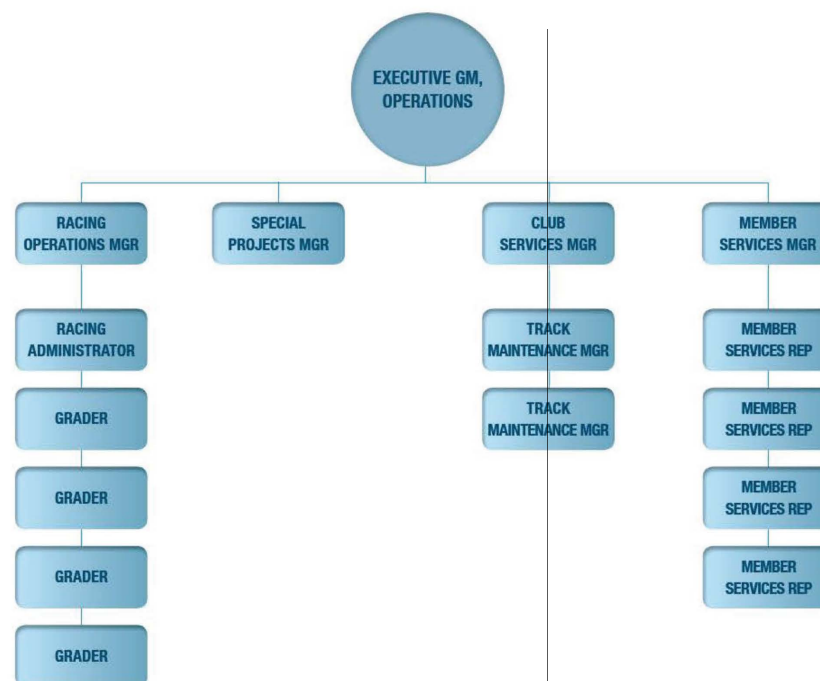 EXECUTIVE GM,
OPERATIONS
RACING
OPERATIONS MGR
SPECIAL
PROJECTS MGR
CLUB
SERVICES MGR
MEMBER
SERVICES MGR
RACING
ADMINISTRATOR
TRACK
MAINTENANCE MGR
MEMBER
SERVICES REP
GRADER
TRACK
MAINTENANCE MGR
MEMBER
SERVICES REP
GRADER
MEMBER
SERVICES REP
GRADER
MEMBER
SERVICES REP
GRADER